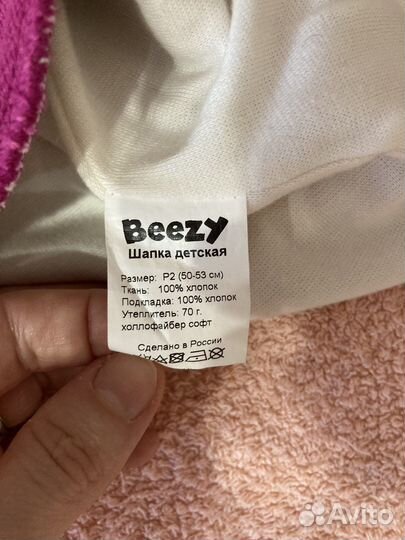 Beezy
Шапка детская
Размер: Р2 (50-53 см)
Ткань: 100% хлопок
Подкладка: 100% хлопок
Утеплитель: 70 г.
холлофайбер софт
Сделано в России
Avito